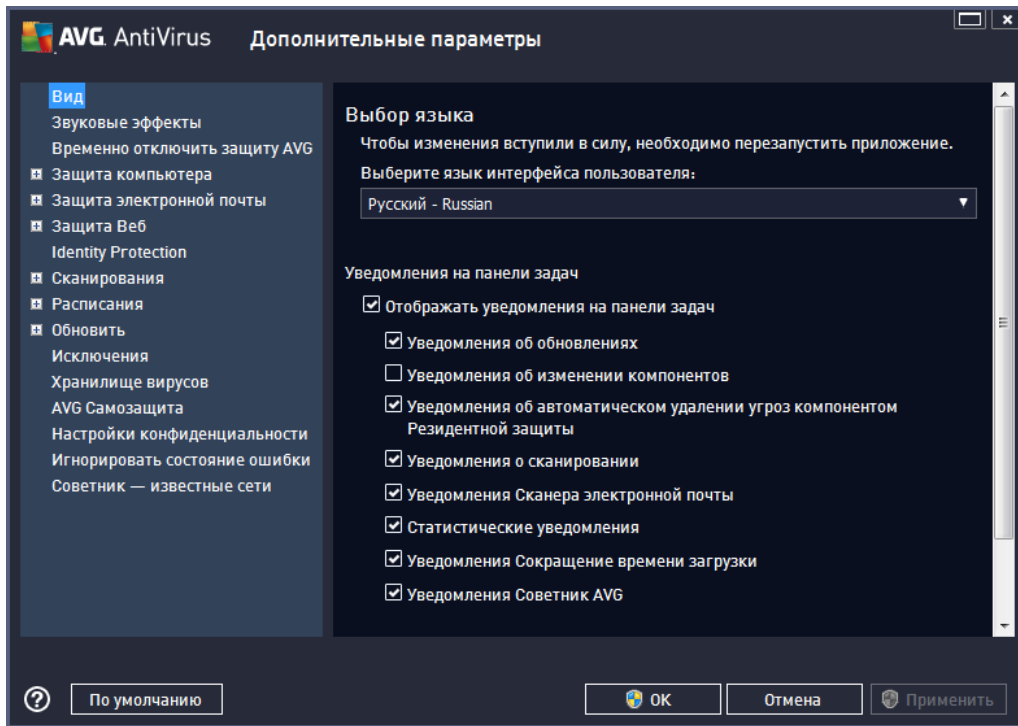 AVG AntiVirus Дополнительные параметры
Вид
Звуковые эффекты
Временно отключить защиту AVG
Защита компьютера
Защита электронной почты
Защита Веб
Identity Protection
Сканирования
Расписания
Обновить
Исключения
Хранилище вирусов
AVG Самозащита
Настройки конфиденциальности
Игнорировать состояние ошибки
Советник — известные сети
Выбор языка
Чтобы изменения вступили в силу, необходимо перезапустить приложение.
Выберите язык интерфейса пользователя:
Русский - Russian
Уведомления на панели задач
Отображать уведомления на панели задач
Уведомления об обновлениях
Уведомления об изменении компонентов
Уведомления об автоматическом удалении угроз компонентом
Резидентной защиты
Уведомления о сканировании
Уведомления Сканера электронной почты
Статистические уведомления
Уведомления Сокращение времени загрузки
Уведомления Советник AVG
? По умолчанию OK Отмена Применить